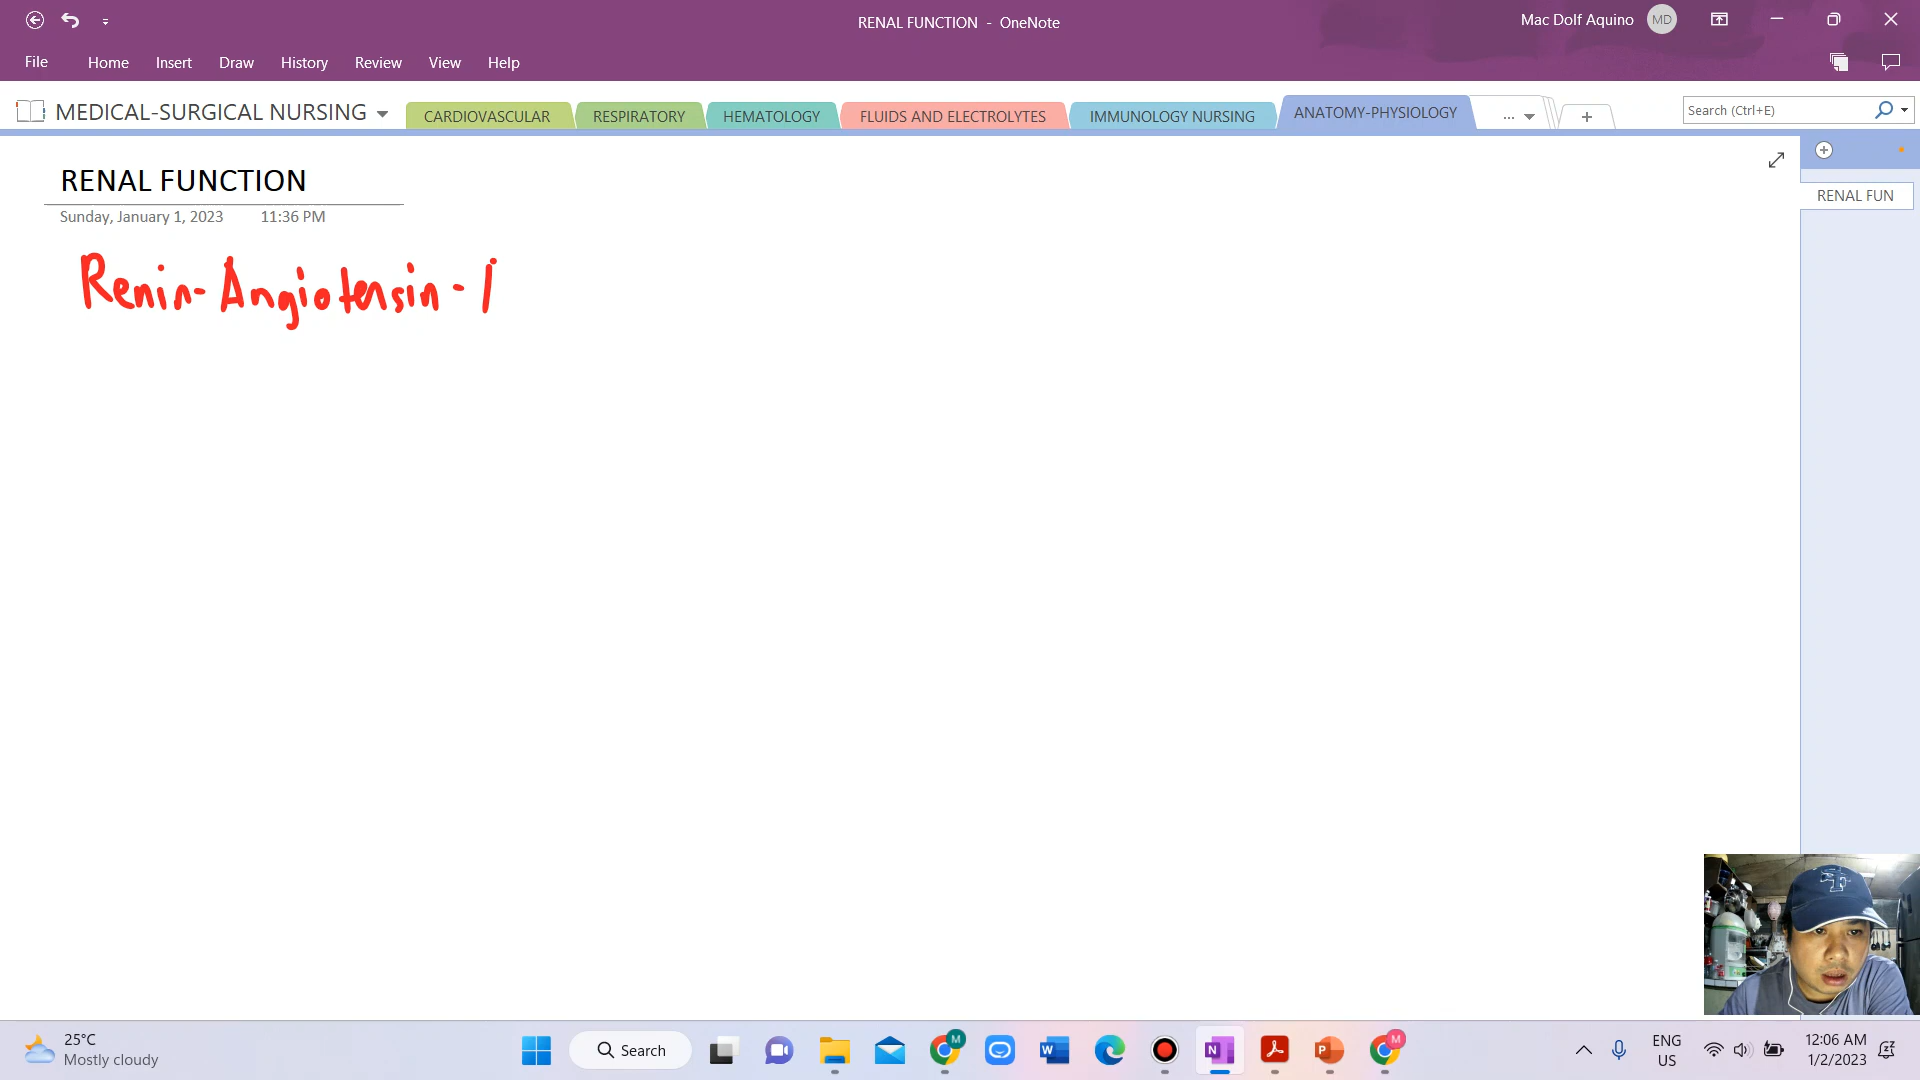 RENAL FUNCTION - OneNote
Mac Dolf Aquino MD
File Home Insert Draw History Review View Help
MEDICAL-SURGICAL NURSING CARDIOVASCULAR RESPIRATORY HEMATOLOGY FLUIDS AND ELECTROLYTES IMMUNOLOGY NURSING ANATOMY-PHYSIOLOGY ... + Search (Ctrl+E)
RENAL FUNCTION
RENAL FUN
Sunday, January 1, 2023 11:36 PM
Renin-Angiotensin-
25°C
Mostly cloudy
Search
ENG
US
12:06 AM
1/2/2023